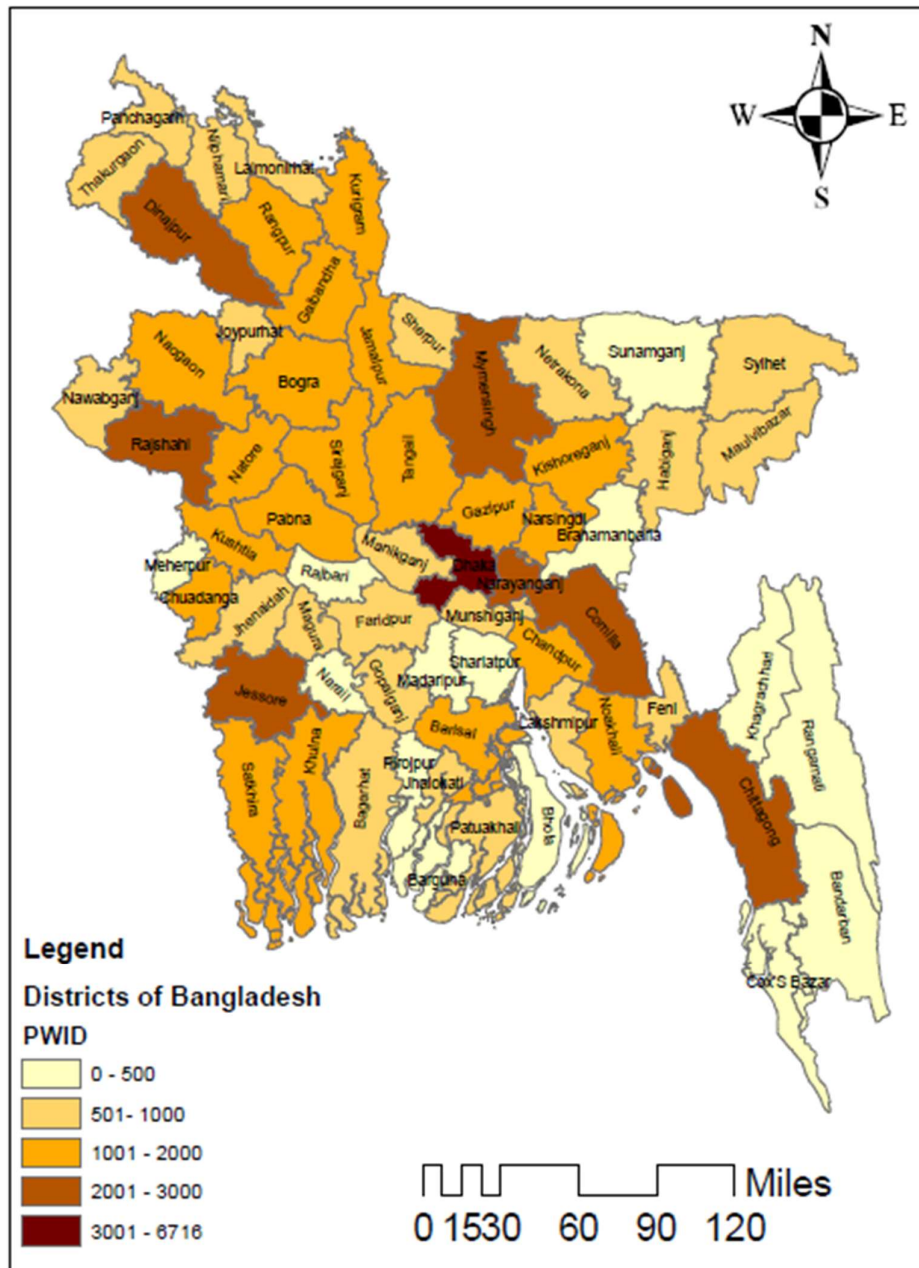 N
W E
S
Panchagarh
Thakurgaon
Nilphamari
Lalmonirhat
Dinajpur
Rangpur
Kurigram
Gaibandha
Joypurhat
Naogaon
Jamalpur
Sherpur
Mymensingh
Netrakona
Sunamganj
Sylhet
Nawabganj
Bogra
Maulvibazar
Rajshahi
Natore
Sirajganj
Tangail
Kishoreganj
Habiganj
Pabna
Gazipur
Narsingdi
Brahamanbaria
Kushtia
Manikganj
Dhaka
Meherpur
Rajbari
Narayanganj
Chuadanga
Jhenaidah
Magura
Faridpur
Munshiganj
Comilla
Chandpur
Shariatpur
Madaripur
Gopalganj
Narail
Jessore
Khagrachhari
Rangamati
Feni
Lakshmipur
Noakhali
Barisal
Khulna
Satkhira
Bagerhat
Pirojpur
Jhalokati
Bhola
Patuakhali
Barguna
Chittagong
Bandarban
Cox'S Bazar
Legend
Districts of Bangladesh
PWID
0 - 500
501- 1000
1001 - 2000
2001 - 3000
3001 - 6716
Miles
0 15 30 60 90 120